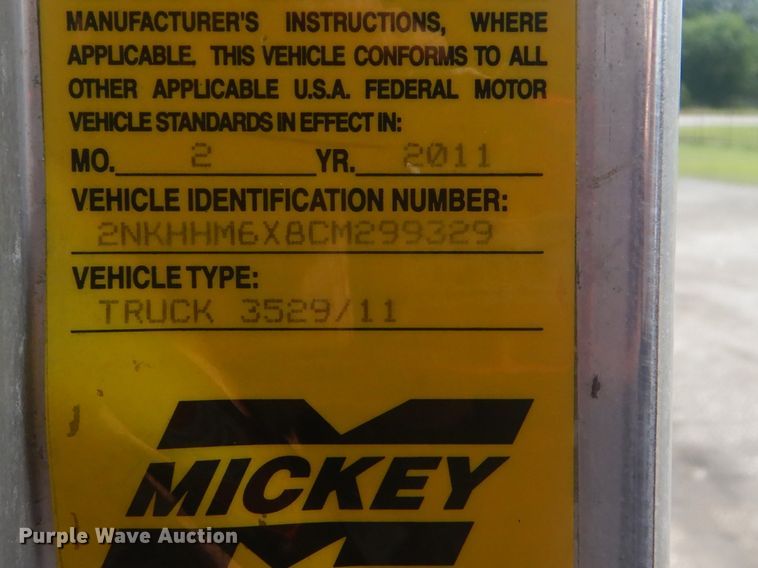 MANUFACTURER'S INSTRUCTIONS, WHERE
APPLICABLE, THIS VEHICLE CONFORMS TO ALL
OTHER APPLICABLE U.S.A. FEDERAL MOTOR
VEHICLE STANDARDS IN EFFECT IN:
MO. 2 YR. 2011
VEHICLE IDENTIFICATION NUMBER:
2NKHHM6X8CM299329
VEHICLE TYPE:
TRUCK 3529/11
MICKEY
Purple Wave Auction